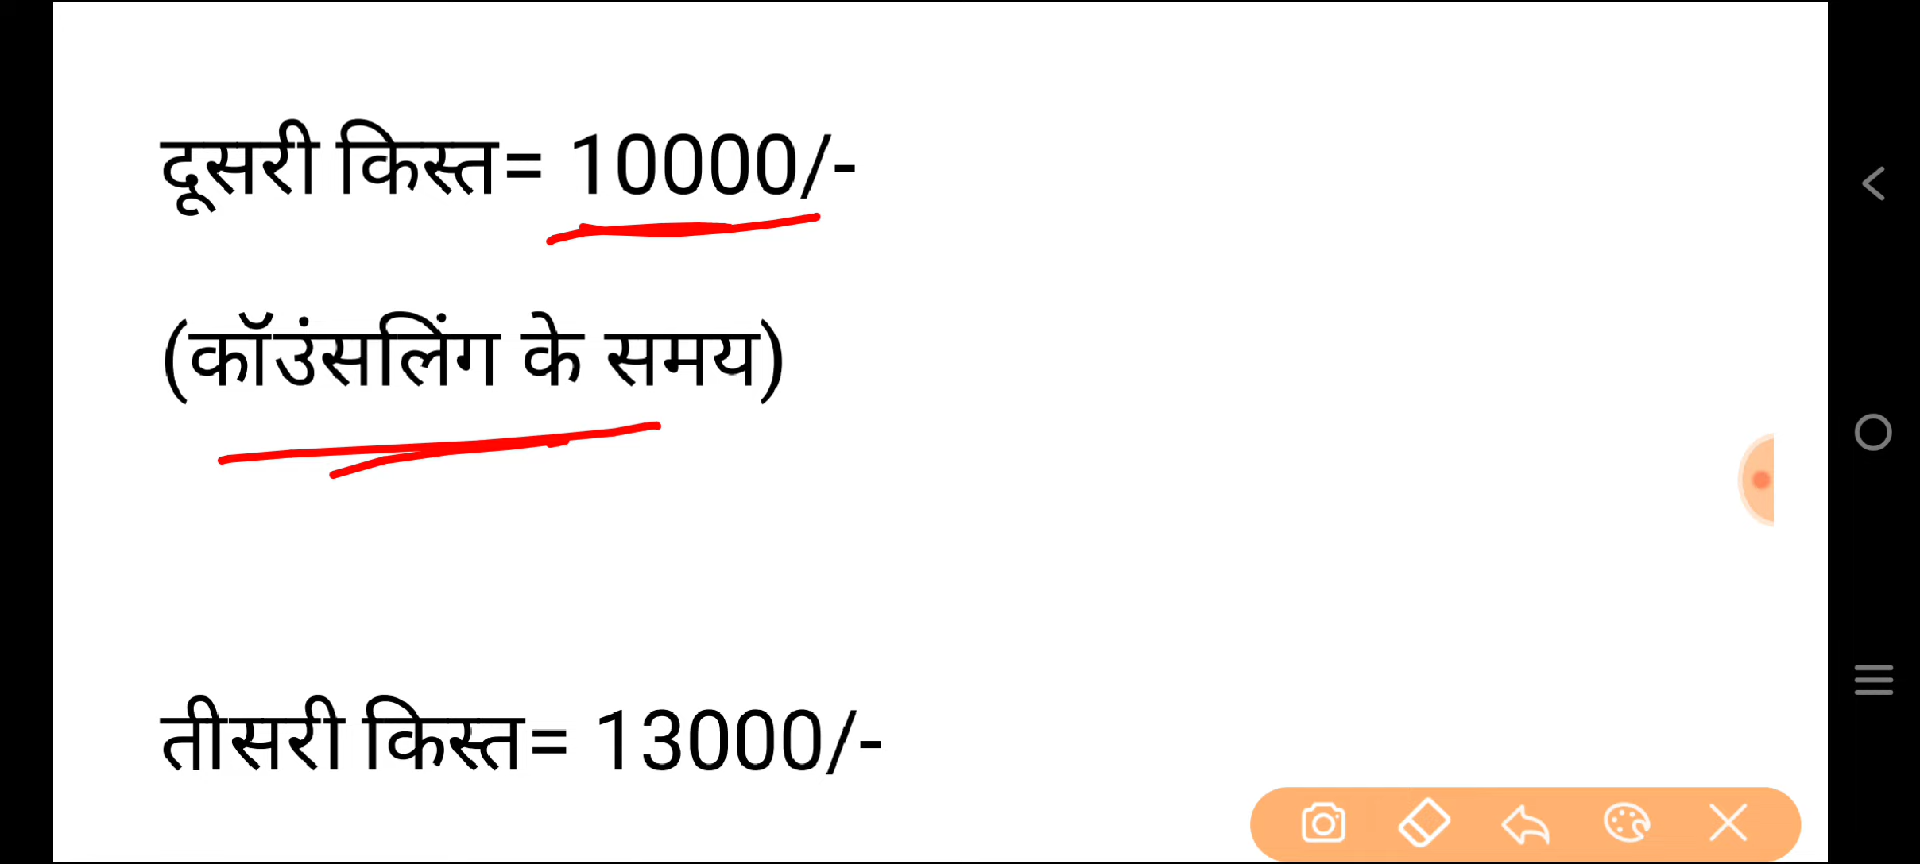 दूसरी किस्त= 10000/-
(कॉउंसलिंग के समय)
तीसरी किस्त= 13000/-